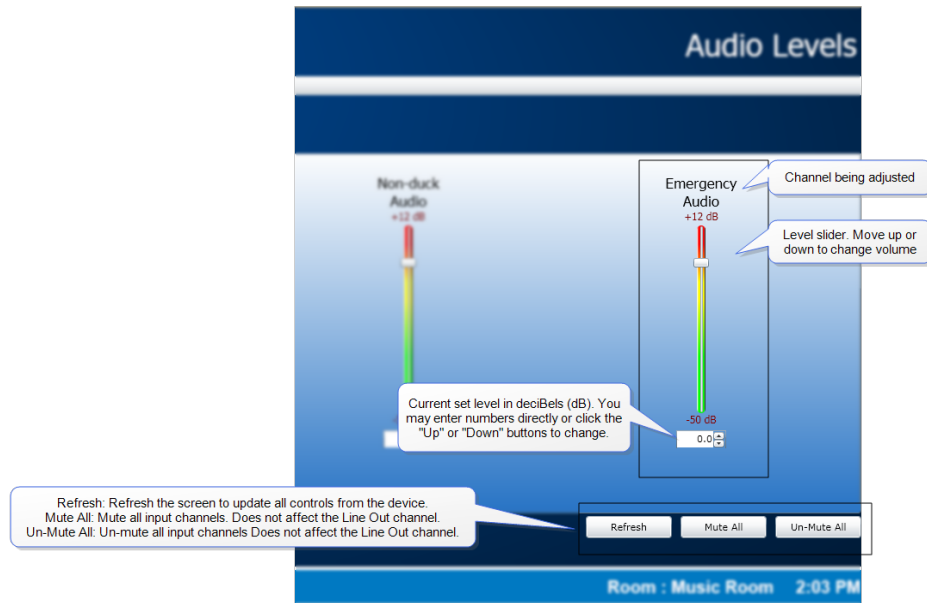 Audio Levels
Non-duck
Audio
+12 dB
Emergency
Audio
+12 dB
Channel being adjusted
Level slider. Move up or
down to change volume
Current set level in deciBels (dB). You
may enter numbers directly or click the
"Up" or "Down" buttons to change.
-50 dB
0.0
Refresh: Refresh the screen to update all controls from the device.
Mute All: Mute all input channels. Does not affect the Line Out channel.
Un-Mute All: Un-mute all input channels Does not affect the Line Out channel.
Refresh
Mute All
Un-Mute All
Room : Music Room
2:03 PM